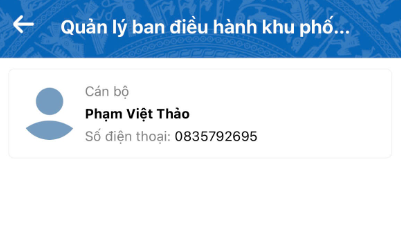 Quản lý ban điều hành khu phố...
Cán bộ
Phạm Việt Thảo
Số điện thoại: 0835792695